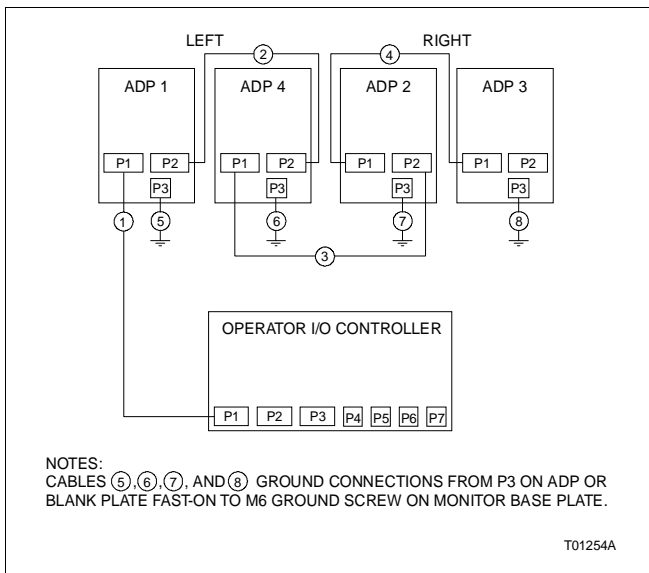 LEFT
2
4
RIGHT
ADP 1
ADP 4
ADP 2
ADP 3
P1 P2
P1 P2
P1 P2
P1 P2
P3
P3
P3
P3
1
5
6
7
8
3
OPERATOR I/O CONTROLLER
P1 P2 P3 P4 P5 P6 P7
NOTES:
CABLES 5,6,7, AND 8 GROUND CONNECTIONS FROM P3 ON ADP OR
BLANK PLATE FAST-ON TO M6 GROUND SCREW ON MONITOR BASE PLATE.
T01254A